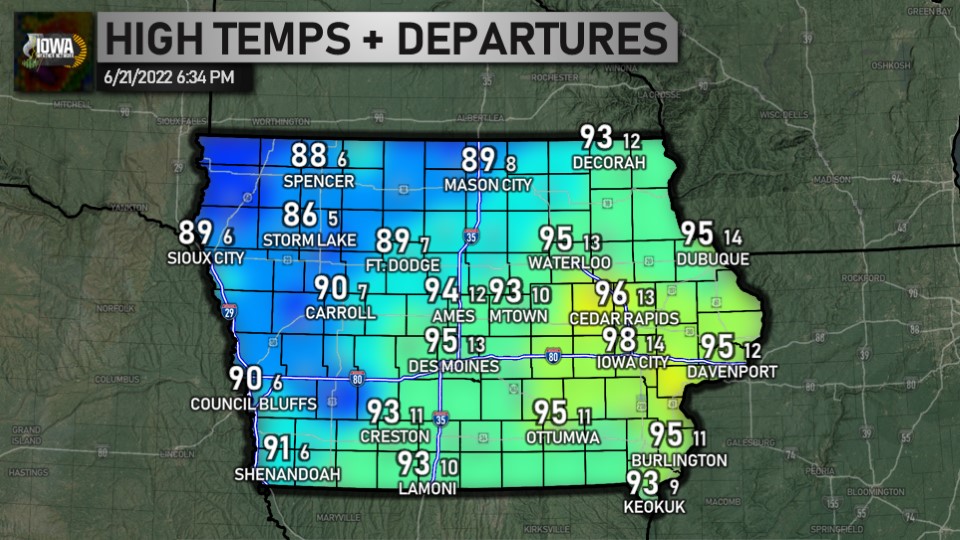 IOWA
HIGH TEMPS + DEPARTURES
6/21/2022 6:34 PM
GREEN BAY
OSHKOSH
WINONA
ROCHESTER
LA CROSSE
MITCHELL
SIOUX FALLS
WORTHINGTON
ALBERT LEA
WISC DELLS
MADISON
YANKTON
93 12
DECORAH
88 6
SPENCER
89 8
MASON CITY
86 5
STORM LAKE
89 6
SIOUX CITY
89 7
FT. DODGE
95 13
WATERLOO
95 14
DUBUQUE
ROCKFORD
NORFOLK
90 7
CARROLL
94 12
AMES
93 10
MTOWN
96 13
CEDAR RAPIDS
95 13
DES MOINES
98 14
IOWA CITY
95 12
DAVENPORT
COLUMBUS
90 6
COUNCIL BLUFFS
93 11
CRESTON
95 11
OTTUMWA
95 11
BURLINGTON
GALESBURG
GRAND
ISLAND
LINCOLN
HASTINGS
91 6
SHENANDOAH
93 10
LAMONI
93 9
KEOKUK
PEORIA
BLOOMINGTON
MACOMB
MARYVILLE
KIRKSVILLE
SPRINGFIELD
29
35
80
80
35